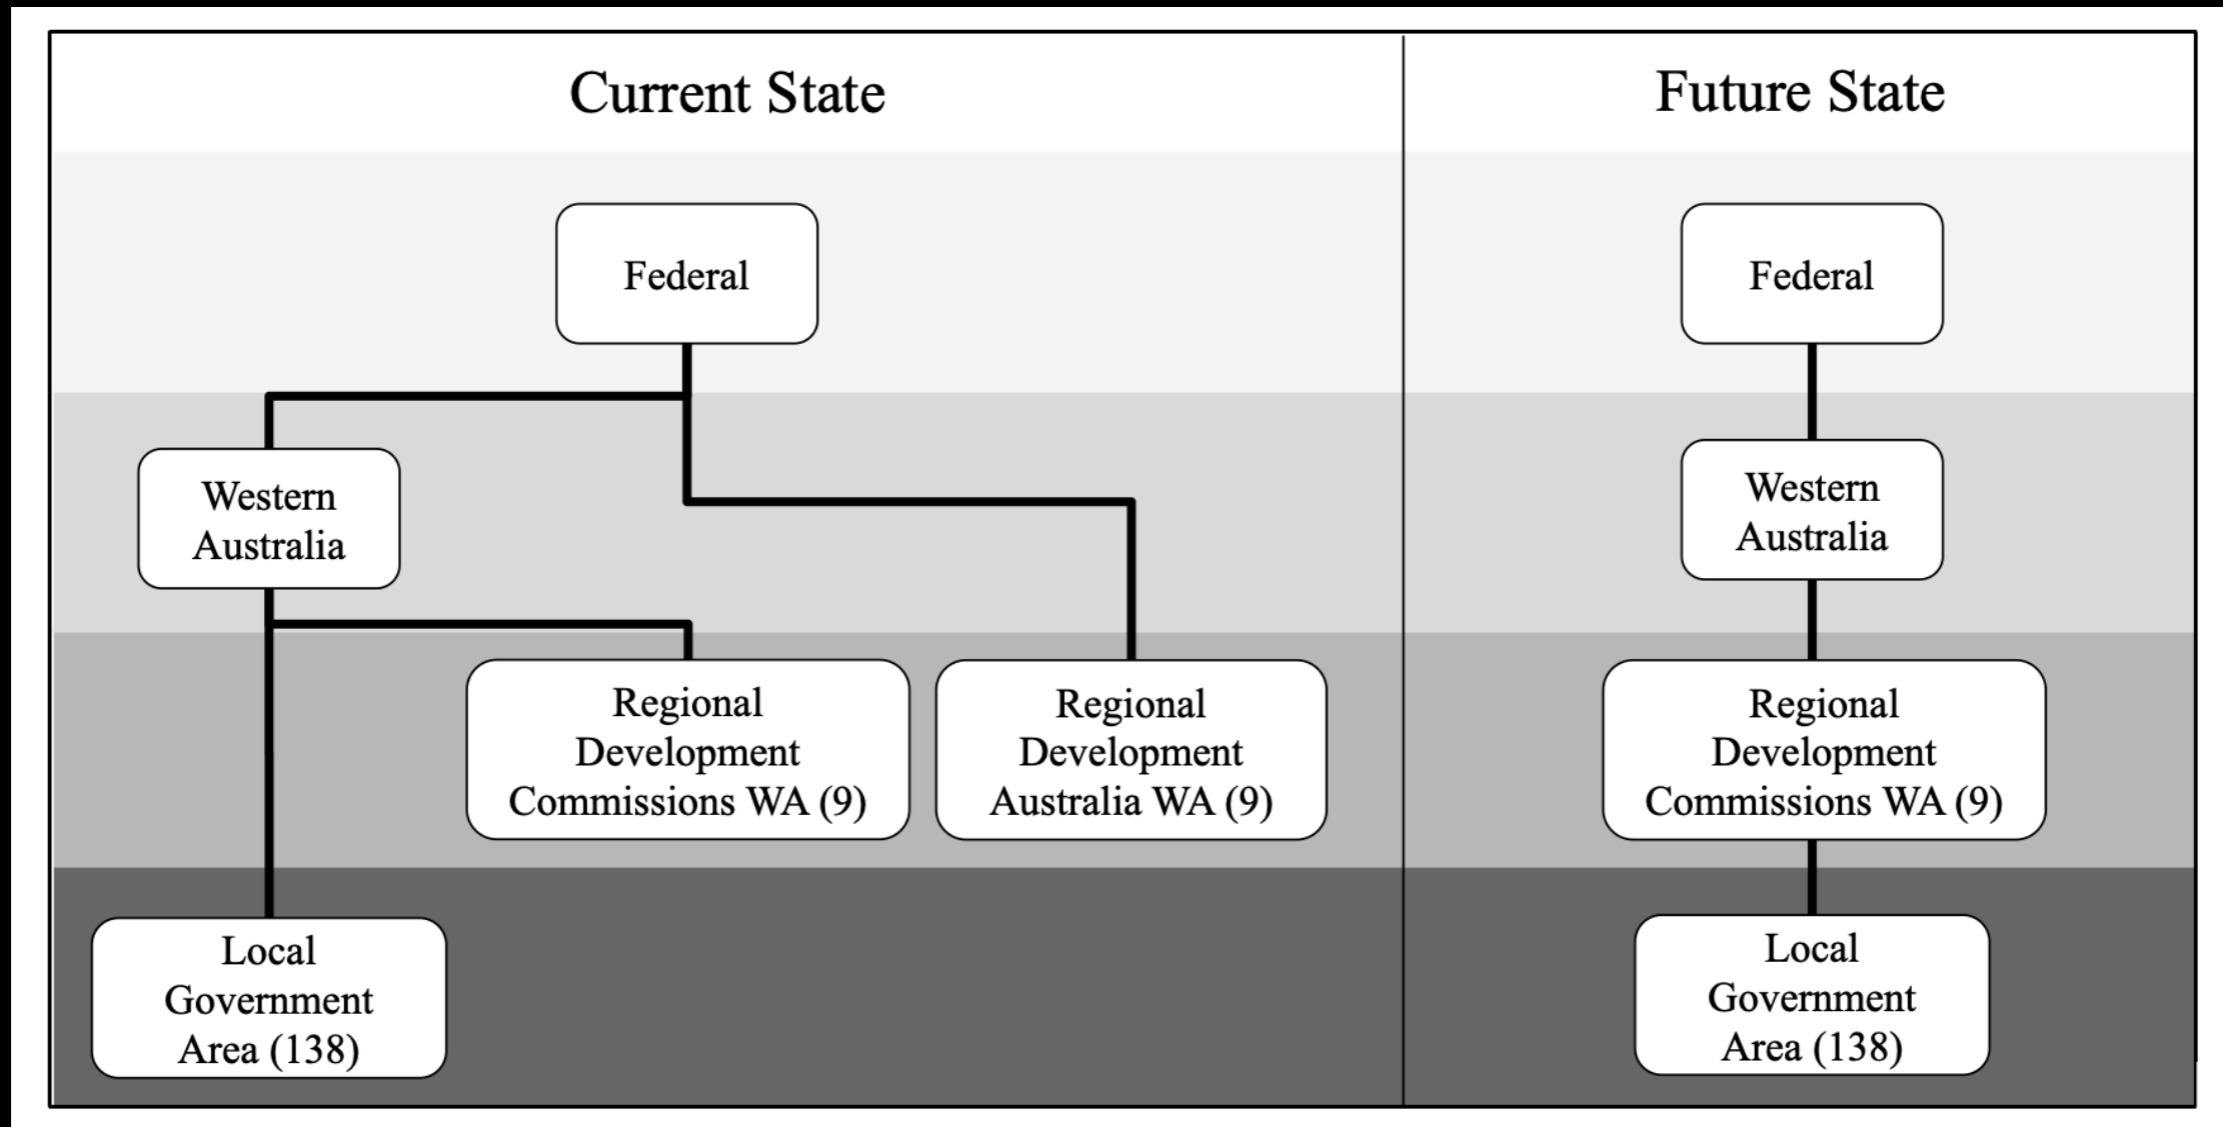 Current State
Future State
Federal
Federal
Western
Australia
Western
Australia
Regional
Development
Commissions WA (9)
Regional
Development
Australia WA (9)
Regional
Development
Commissions WA (9)
Local
Government
Area (138)
Local
Government
Area (138)